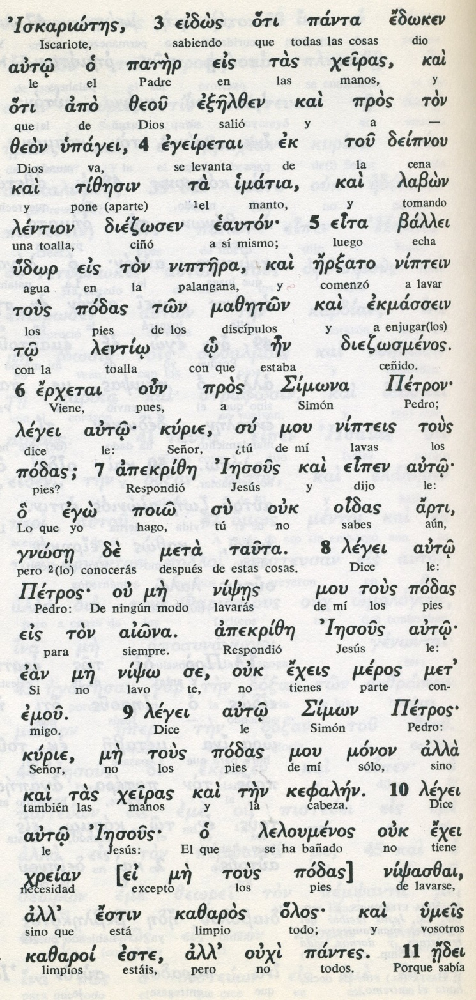 Ἰσκαριώτης, 3 εἰδὼς ὅτι πάντα ἔδωκεν
Iscariote, sabiendo que todas las cosas dio
αὐτῷ ὁ πατὴρ εἰς τὰς χεῖρας, καὶ
le el Padre en las manos, y
ὅτι ἀπὸ θεοῦ ἐξῆλθεν καὶ πρὸς τὸν
que de Dios salió y a —
θεὸν ὑπάγει, 4 ἐγείρεται ἐκ τοῦ δείπνου
Dios va, se levanta de la cena
καὶ τίθησιν τὰ ἱμάτια, καὶ λαβὼν
y pone (aparte) ¹el manto, y tomando
λέντιον διέζωσεν ἑαυτόν· 5 εἶτα βάλλει
una toalla, ciñó a sí mismo; luego echa
ὕδωρ εἰς τὸν νιπτῆρα, καὶ ἤρξατο νίπτειν
agua en la palangana, y comenzó a lavar
τοὺς πόδας τῶν μαθητῶν καὶ ἐκμάσσειν
los pies de los discípulos y a enjugar(los)
τῷ λεντίῳ ᾧ ἦν διεζωσμένος.
con la toalla con que estaba ceñido.
6 ἔρχεται οὖν πρὸς Σίμωνα Πέτρον·
Viene, pues, a Simón Pedro;
λέγει αὐτῷ· κύριε, σύ μου νίπτεις τοὺς
dice le: Señor, ¿tú de mí lavas los
πόδας; 7 ἀπεκρίθη Ἰησοῦς καὶ εἶπεν αὐτῷ·
pies? Respondió Jesús y dijo le:
ὃ ἐγὼ ποιῶ σὺ οὐκ οἶδας ἄρτι,
Lo que yo hago, tú no sabes aún,
γνώσῃ δὲ μετὰ ταῦτα. 8 λέγει αὐτῷ
pero ²(lo) conocerás después de estas cosas. Dice le:
Πέτρος· οὐ μὴ νίψῃς μου τοὺς πόδας
Pedro: De ningún modo lavarás de mí los pies
εἰς τὸν αἰῶνα. ἀπεκρίθη Ἰησοῦς αὐτῷ·
para siempre. Respondió Jesús le:
ἐὰν μὴ νίψω σε, οὐκ ἔχεις μέρος μετ’
Si no lavo te, no tienes parte con-
ἐμοῦ. 9 λέγει αὐτῷ Σίμων Πέτρος·
migo. Dice le Simón Pedro:
κύριε, μὴ τοὺς πόδας μου μόνον ἀλλὰ
Señor, no los pies de mí sólo, sino
καὶ τὰς χεῖρας καὶ τὴν κεφαλήν. 10 λέγει
también las manos y la cabeza. Dice
αὐτῷ Ἰησοῦς· ὁ λελουμένος οὐκ ἔχει
le Jesús: El que ha bañado no tiene
χρείαν [εἰ μὴ τοὺς πόδας] νίψασθαι,
necesidad excepto los pies de lavarse,
ἀλλ’ ἔστιν καθαρὸς ὅλος· καὶ ὑμεῖς
sino que está limpio todo; y vosotros
καθαροί ἐστε, ἀλλ’ οὐχὶ πάντες. 11 ᾔδει
limpios estáis, pero no todos. Porque sabía